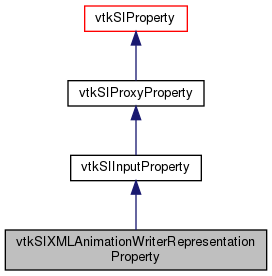 vtkSIProperty
vtkSIProxyProperty
vtkSIInputProperty
vtkSIXMLAnimationWriterRepresentation
Property